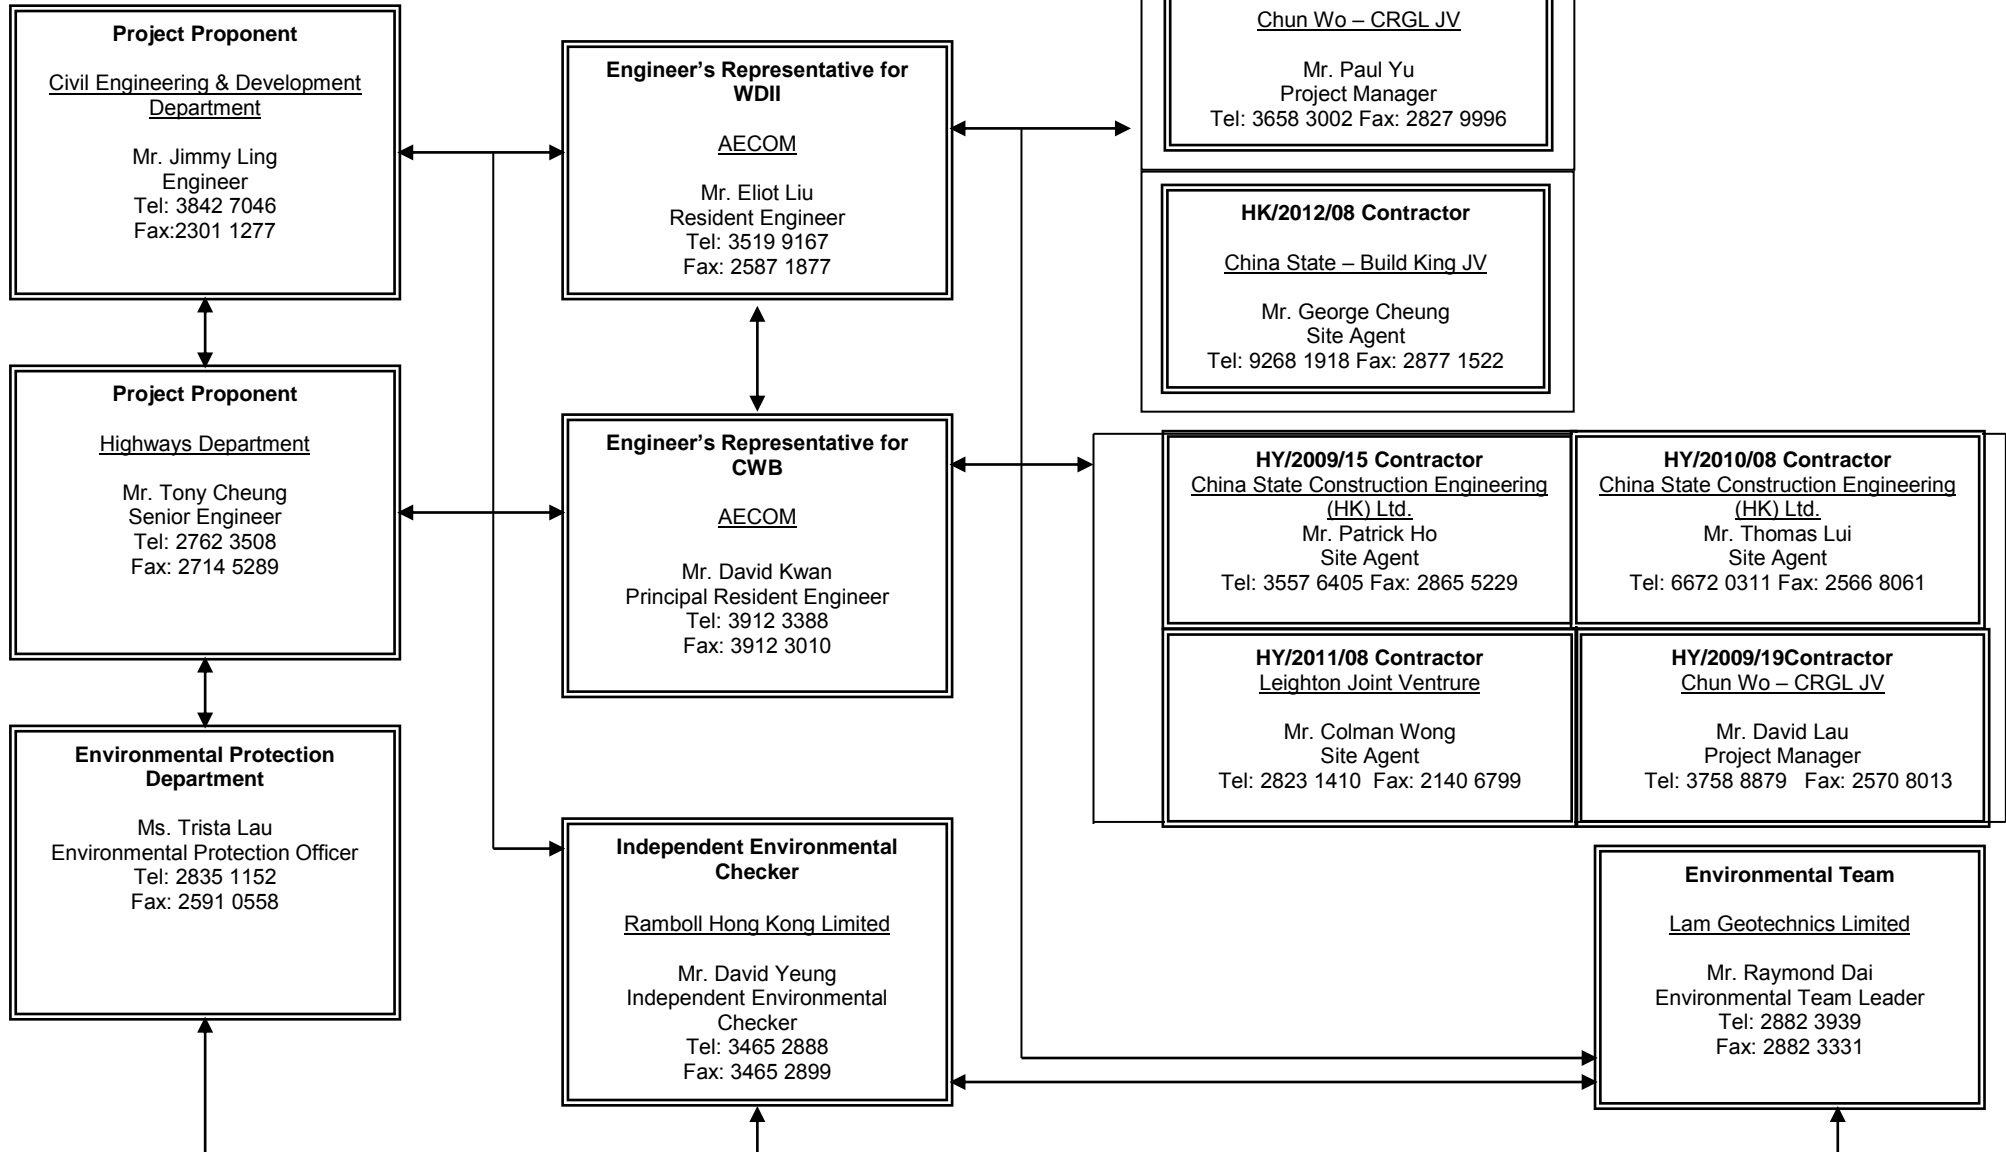 Project Proponent
Civil Engineering & Development
Department
Mr. Jimmy Ling
Engineer
Tel: 3842 7046
Fax:2301 1277
Engineer's Representative for
WDII
AECOM
Mr. Eliot Liu
Resident Engineer
Tel: 3519 9167
Fax: 2587 1877
Chun Wo – CRGL JV
Mr. Paul Yu
Project Manager
Tel: 3658 3002 Fax: 2827 9996
HK/2012/08 Contractor
China State – Build King JV
Mr. George Cheung
Site Agent
Tel: 9268 1918 Fax: 2877 1522
Project Proponent
Highways Department
Mr. Tony Cheung
Senior Engineer
Tel: 2762 3508
Fax: 2714 5289
Engineer's Representative for
CWB
AECOM
Mr. David Kwan
Principal Resident Engineer
Tel: 3912 3388
Fax: 3912 3010
HY/2009/15 Contractor
China State Construction Engineering
(HK) Ltd.
Mr. Patrick Ho
Site Agent
Tel: 3557 6405 Fax: 2865 5229
HY/2010/08 Contractor
China State Construction Engineering
(HK) Ltd.
Mr. Thomas Lui
Site Agent
Tel: 6672 0311 Fax: 2566 8061
HY/2011/08 Contractor
Leighton Joint Ventrure
Mr. Colman Wong
Site Agent
Tel: 2823 1410  Fax: 2140 6799
HY/2009/19Contractor
Chun Wo – CRGL JV
Mr. David Lau
Project Manager
Tel: 3758 8879   Fax: 2570 8013
Environmental Protection
Department
Ms. Trista Lau
Environmental Protection Officer
Tel: 2835 1152
Fax: 2591 0558
Independent Environmental
Checker
Ramboll Hong Kong Limited
Mr. David Yeung
Independent Environmental
Checker
Tel: 3465 2888
Fax: 3465 2899
Environmental Team
Lam Geotechnics Limited
Mr. Raymond Dai
Environmental Team Leader
Tel: 2882 3939
Fax: 2882 3331